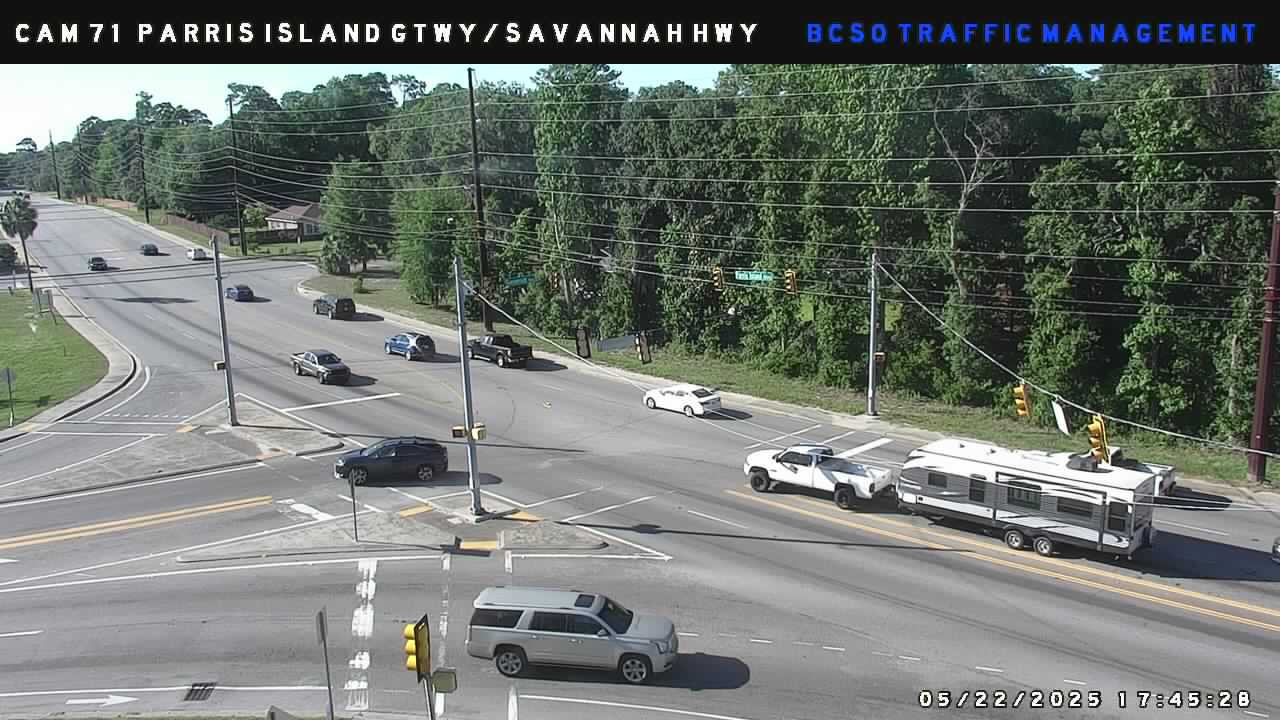 CAM 71 PARRIS ISLAND GTWY/SAVANNAH HWY BCSO TRAFFIC MANAGEMENT
05/22/2025 17:45:28